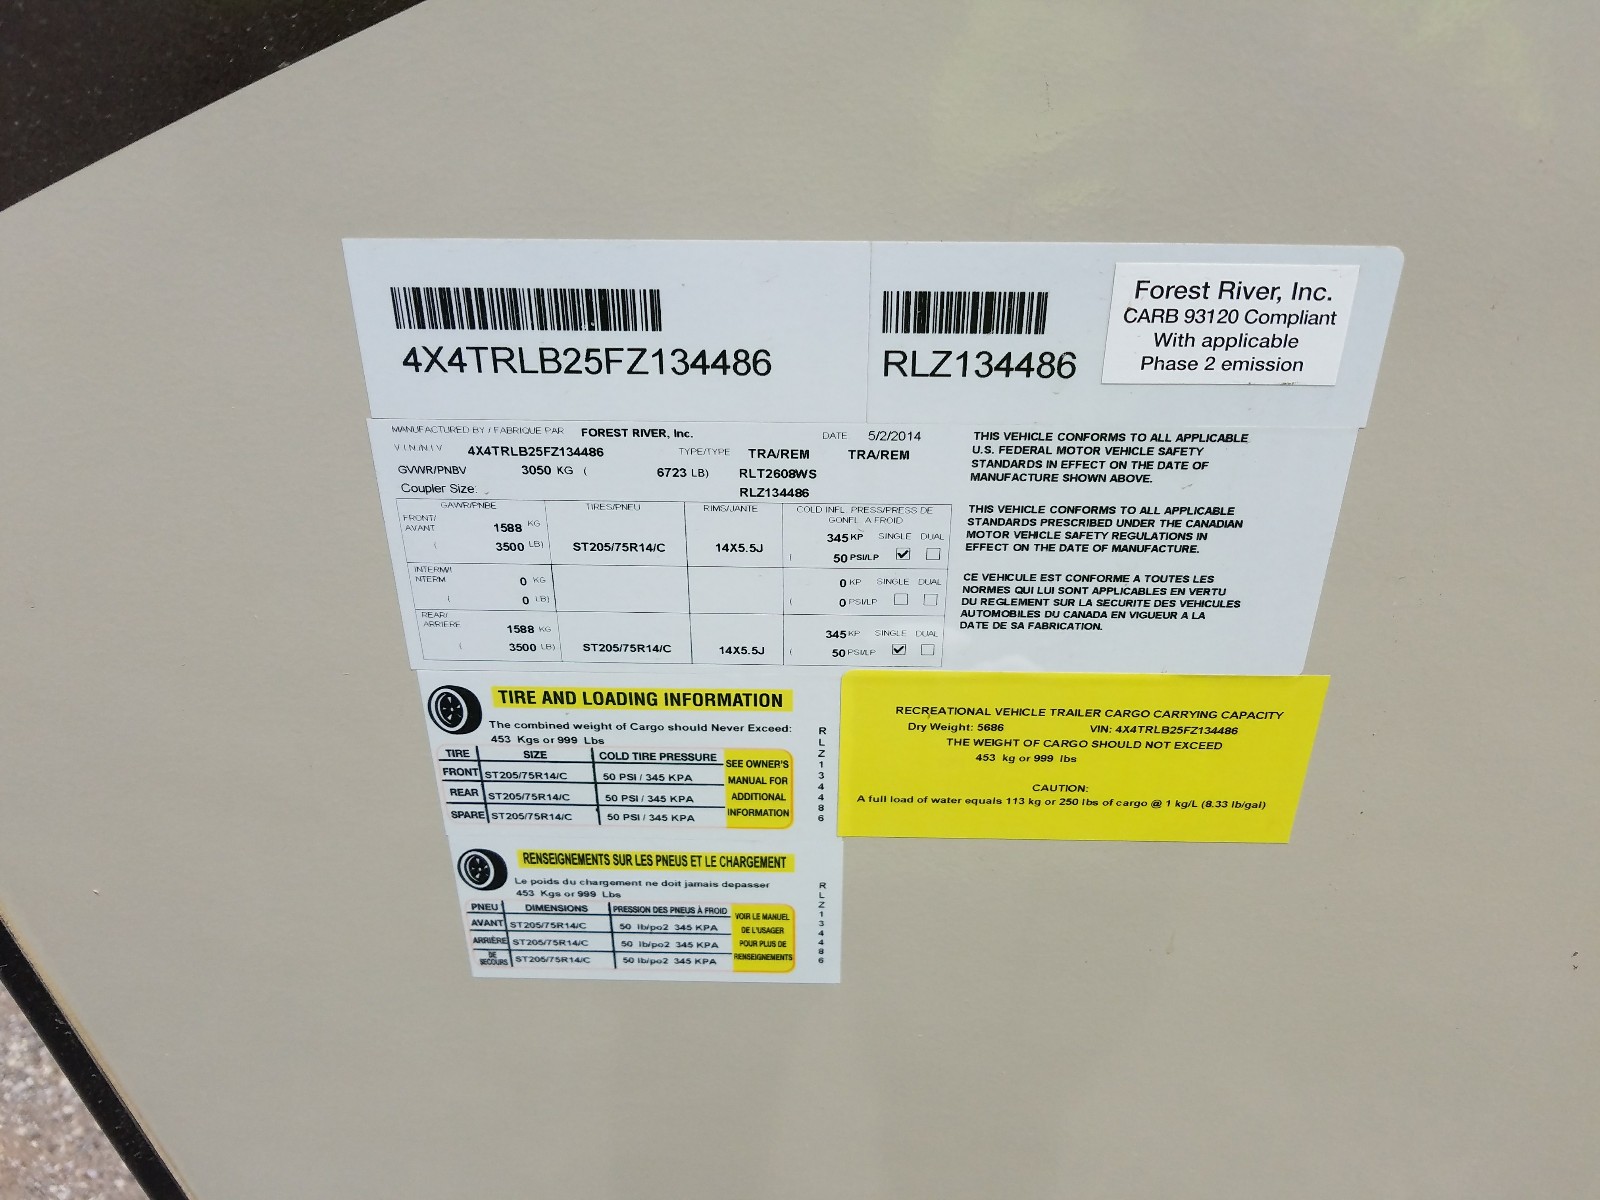 4X4TRLB25FZ134486
RLZ134486
Forest River, Inc.
CARB 93120 Compliant
With applicable
Phase 2 emission
MANUFACTURED BY / FABRIQUE PAR FOREST RIVER, Inc. DATE 5/2/2014
V.I.N./N.I.V 4X4TRLB25FZ134486 TYPE/TYPE TRA/REM TRA/REM
GVWR/PNBV 3050 KG ( 6723 LB) RLT2608WS
Coupler Size: RLZ134486
GAWR/PNBE TIRES/PNEU RIMS/JANTE COLD INFL. PRESS/PRESS DE
GONFL. A FROID
FRONT/
AVANT 1588 KG 345 KP SINGLE DUAL
( 3500 LB) ST205/75R14/C 14X5.5J ( 50 PSI/LP
INTERM/
NTERM. 0 KG 0 KP SINGLE DUAL
( 0 LB) ( 0 PSI/LP
REAR/
ARRIERE 1588 KG 345 KP SINGLE DUAL
( 3500 LB) ST205/75R14/C 14X5.5J ( 50 PSI/LP
THIS VEHICLE CONFORMS TO ALL APPLICABLE
U.S. FEDERAL MOTOR VEHICLE SAFETY
STANDARDS IN EFFECT ON THE DATE OF
MANUFACTURE SHOWN ABOVE.
THIS VEHICLE CONFORMS TO ALL APPLICABLE
STANDARDS PRESCRIBED UNDER THE CANADIAN
MOTOR VEHICLE SAFETY REGULATIONS IN
EFFECT ON THE DATE OF MANUFACTURE.
CE VEHICULE EST CONFORME A TOUTES LES
NORMES QUI LUI SONT APPLICABLES EN VERTU
DU REGLEMENT SUR LA SECURITE DES VEHICULES
AUTOMOBILES DU CANADA EN VIGUEUR A LA
DATE DE SA FABRICATION.
TIRE AND LOADING INFORMATION
The combined weight of Cargo should Never Exceed:
453 Kgs or 999 Lbs
TIRE SIZE COLD TIRE PRESSURE
FRONT ST205/75R14/C 50 PSI / 345 KPA
REAR ST205/75R14/C 50 PSI / 345 KPA
SPARE ST205/75R14/C 50 PSI / 345 KPA
SEE OWNER'S
MANUAL FOR
ADDITIONAL
INFORMATION
RLZ134486
RECREATIONAL VEHICLE TRAILER CARGO CARRYING CAPACITY
Dry Weight: 5686 VIN: 4X4TRLB25FZ134486
THE WEIGHT OF CARGO SHOULD NOT EXCEED
453 kg or 999 lbs
CAUTION:
A full load of water equals 113 kg or 250 lbs of cargo @ 1 kg/L (8.33 lb/gal)
RENSEIGNEMENTS SUR LES PNEUS ET LE CHARGEMENT
Le poids du chargement ne doit jamais depasser
453 Kgs or 999 Lbs
PNEU DIMENSIONS PRESSION DES PNEUS À FROID
AVANT ST205/75R14/C 50 lb/po2 345 KPA
ARRIÈRE ST205/75R14/C 50 lb/po2 345 KPA
DE
SECOURS ST205/75R14/C 50 lb/po2 345 KPA
VOIR LE MANUEL
DE L'USAGER
POUR PLUS DE
RENSEIGNEMENTS
RLZ134486